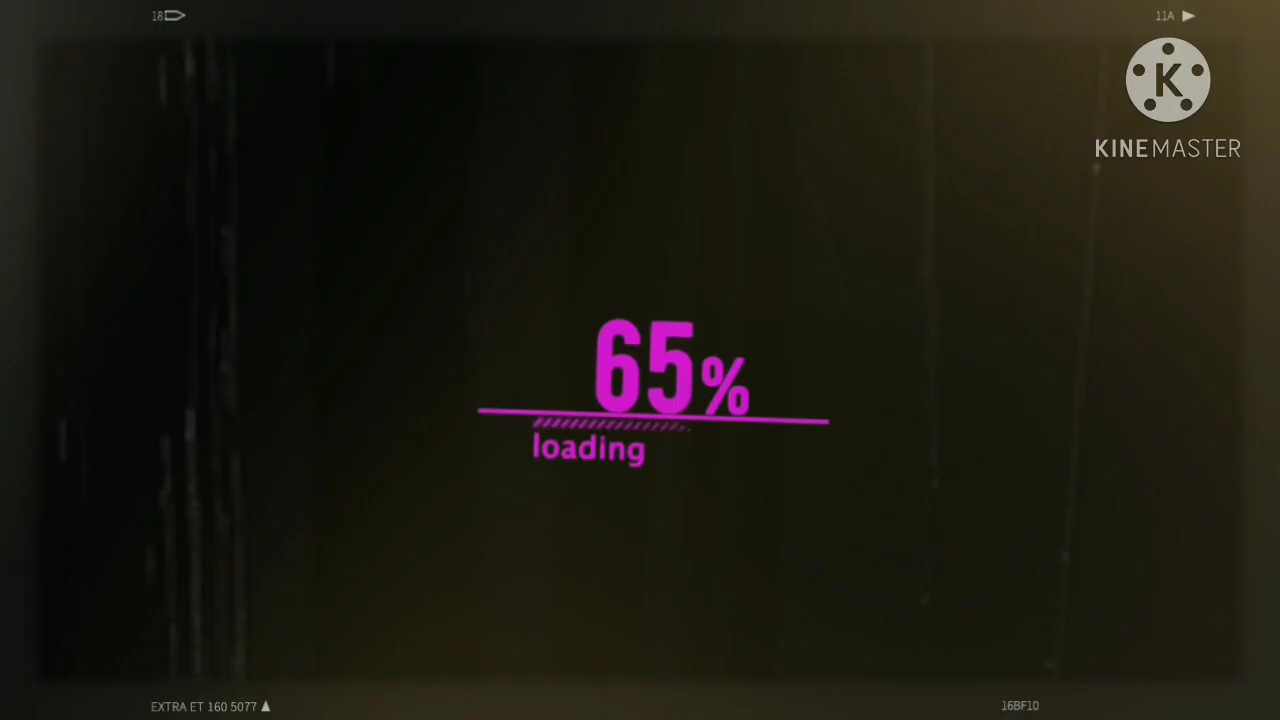 18
11A
K
KINEMASTER
65%
loading
EXTRA ET 160 5077
16BF10